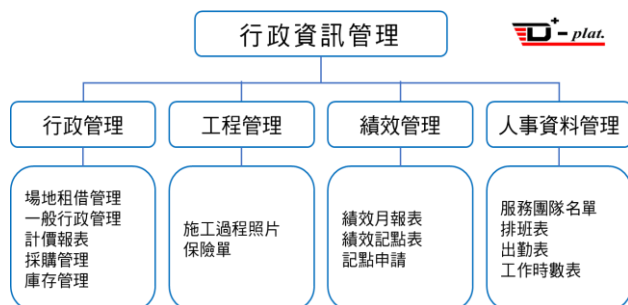 行政資訊管理
D+-plat.
行政管理
工程管理
績效管理
人事資料管理
場地租借管理
一般行政管理
計價報表
採購管理
庫存管理
施工過程照片
保險單
績效月報表
績效記點表
記點申請
服務團隊名單
排班表
出勤表
工作時數表